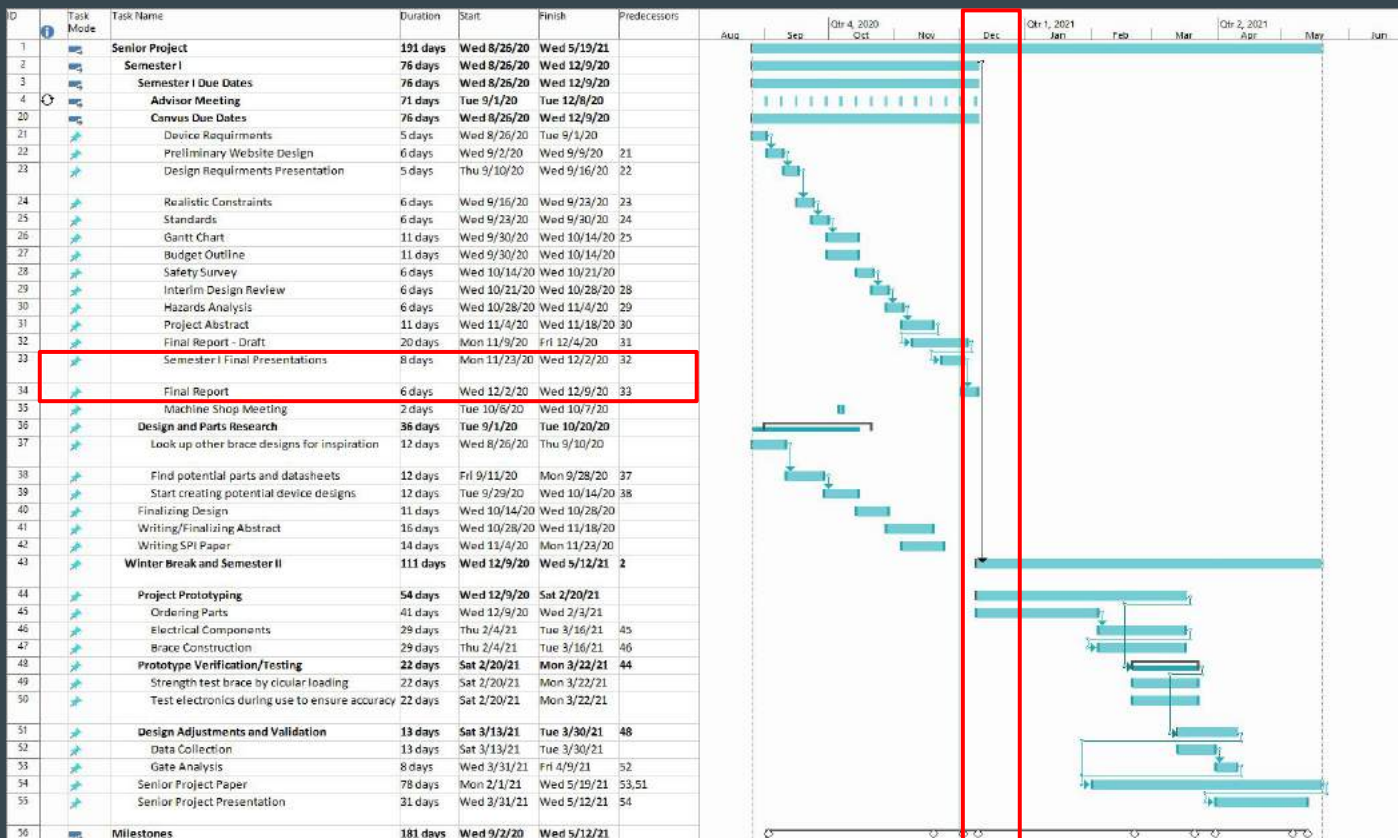 ID Task Mode Task Name Duration Start Finish Predecessors
Qtr 4, 2020 Qtr 1, 2021 Qtr 2, 2021
Aug Sep Oct Nov Dec Jan Feb Mar Apr May Jun
1 Senior Project 191 days Wed 8/26/20 Wed 5/19/21
2 Semester I 76 days Wed 8/26/20 Wed 12/9/20
3 Semester I Due Dates 76 days Wed 8/26/20 Wed 12/9/20
4 Advisor Meeting 71 days Tue 9/1/20 Tue 12/8/20
20 Canvus Due Dates 76 days Wed 8/26/20 Wed 12/9/20
21 Device Requirments 5 days Wed 8/26/20 Tue 9/1/20
22 Preliminary Website Design 6 days Wed 9/2/20 Wed 9/9/20 21
23 Design Requirments Presentation 5 days Thu 9/10/20 Wed 9/16/20 22
24 Realistic Constraints 6 days Wed 9/16/20 Wed 9/23/20 23
25 Standards 6 days Wed 9/23/20 Wed 9/30/20 24
26 Gantt Chart 11 days Wed 9/30/20 Wed 10/14/20 25
27 Budget Outline 11 days Wed 9/30/20 Wed 10/14/20
28 Safety Survey 6 days Wed 10/14/20 Wed 10/21/20
29 Interim Design Review 6 days Wed 10/21/20 Wed 10/28/20 28
30 Hazards Analysis 6 days Wed 10/28/20 Wed 11/4/20 29
31 Project Abstract 11 days Wed 11/4/20 Wed 11/18/20 30
32 Final Report - Draft 20 days Mon 11/9/20 Fri 12/4/20 31
33 Semester I Final Presentations 8 days Mon 11/23/20 Wed 12/2/20 32
34 Final Report 6 days Wed 12/2/20 Wed 12/9/20 33
35 Machine Shop Meeting 2 days Tue 10/6/20 Wed 10/7/20
36 Design and Parts Research 36 days Tue 9/1/20 Tue 10/20/20
37 Look up other brace designs for inspiration 12 days Wed 8/26/20 Thu 9/10/20
38 Find potential parts and datasheets 12 days Fri 9/11/20 Mon 9/28/20 37
39 Start creating potential device designs 12 days Tue 9/29/20 Wed 10/14/20 38
40 Finalizing Design 11 days Wed 10/14/20 Wed 10/28/20
41 Writing/Finalizing Abstract 16 days Wed 10/28/20 Wed 11/18/20
42 Writing SPI Paper 14 days Wed 11/4/20 Mon 11/23/20
43 Winter Break and Semester II 111 days Wed 12/9/20 Wed 5/12/21 2
44 Project Prototyping 54 days Wed 12/9/20 Sat 2/20/21
45 Ordering Parts 41 days Wed 12/9/20 Wed 2/3/21
46 Electrical Components 29 days Thu 2/4/21 Tue 3/16/21 45
47 Brace Construction 29 days Thu 2/4/21 Tue 3/16/21 46
48 Prototype Verification/Testing 22 days Sat 2/20/21 Mon 3/22/21 44
49 Strength test brace by cicular loading 22 days Sat 2/20/21 Mon 3/22/21
50 Test electronics during use to ensure accuracy 22 days Sat 2/20/21 Mon 3/22/21
51 Design Adjustments and Validation 13 days Sat 3/13/21 Tue 3/30/21 48
52 Data Collection 13 days Sat 3/13/21 Tue 3/30/21
53 Gate Analysis 8 days Wed 3/31/21 Fri 4/9/21 52
54 Senior Project Paper 78 days Mon 2/1/21 Wed 5/19/21 53,51
55 Senior Project Presentation 31 days Wed 3/31/21 Wed 5/12/21 54
56 Milestones 181 days Wed 9/2/20 Wed 5/12/21